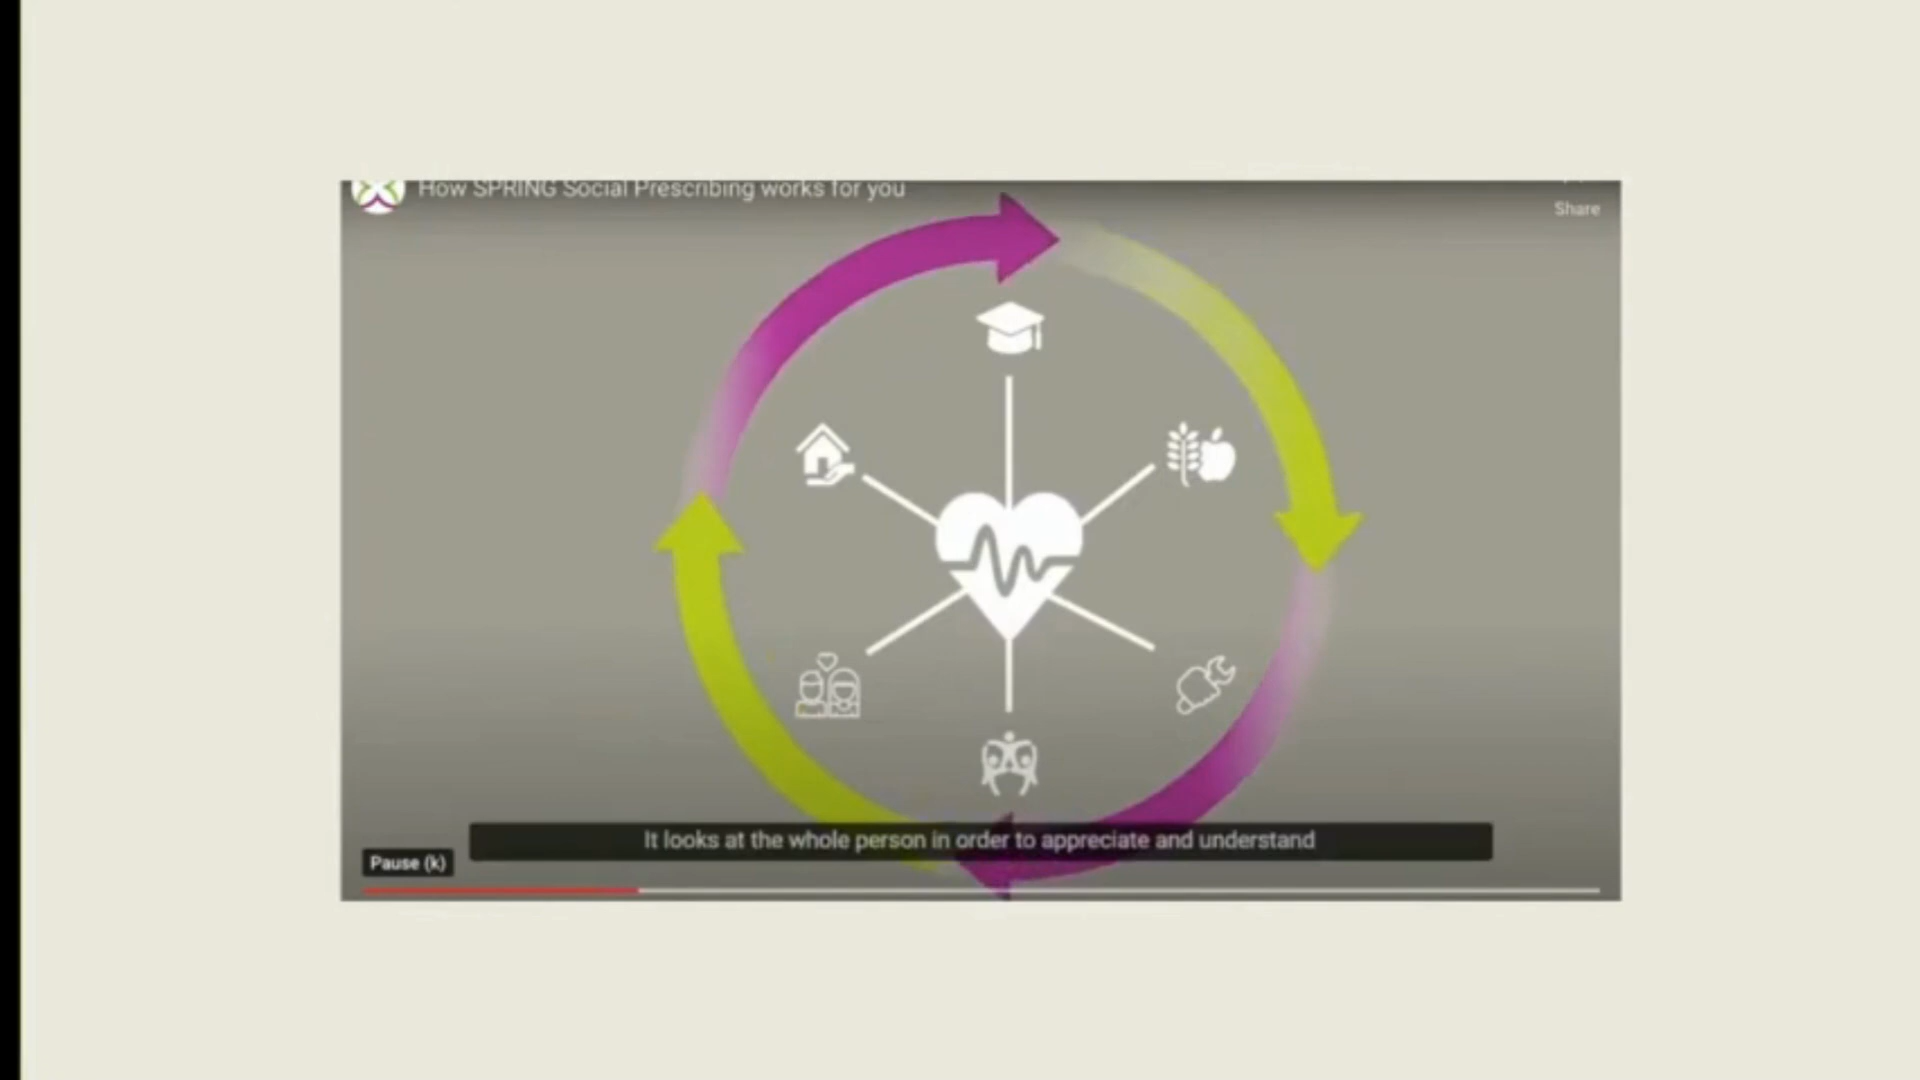 How SPRING Social Prescribing works for you
Share
It looks at the whole person in order to appreciate and understand
Pause (k)